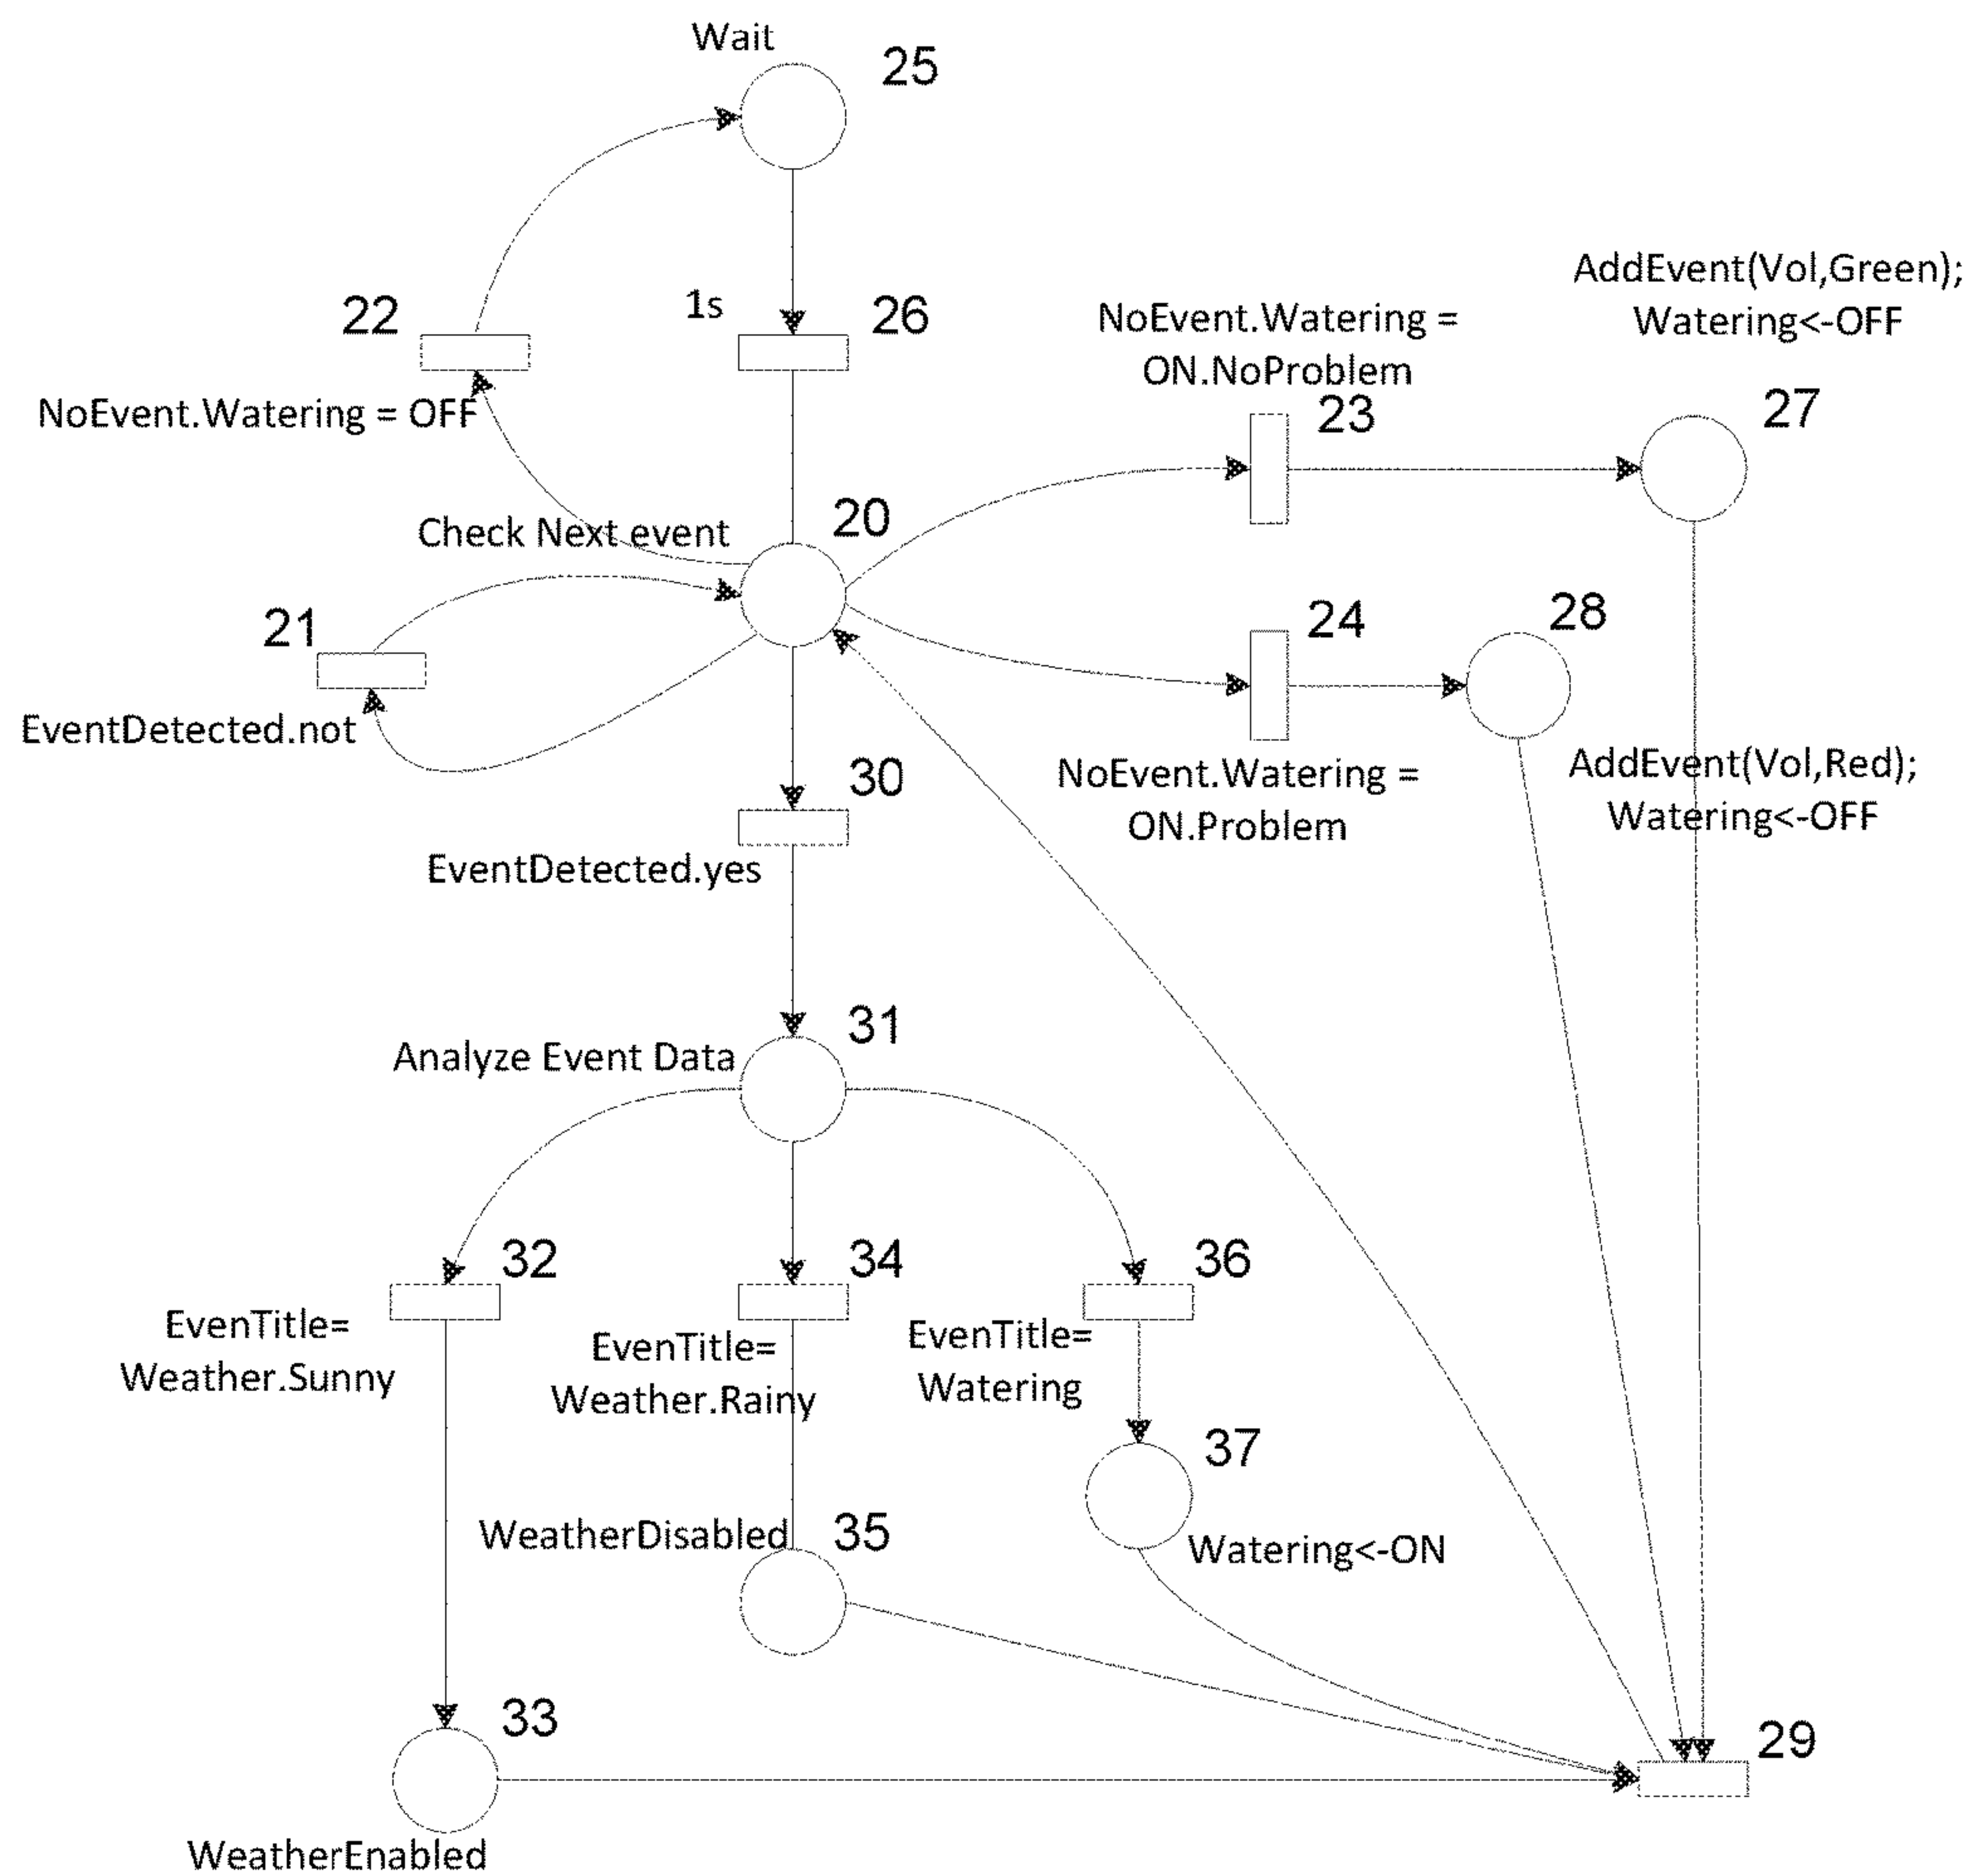 Wait
25
22
1s
26
NoEvent.Watering = OFF
NoEvent.Watering =
ON.NoProblem
23
AddEvent(Vol,Green);
Watering<-OFF
27
Check Next event
20
21
EventDetected.not
24
28
NoEvent.Watering =
ON.Problem
AddEvent(Vol,Red);
Watering<-OFF
30
EventDetected.yes
31
Analyze Event Data
32
EvenTitle=
Weather.Sunny
34
EvenTitle=
Weather.Rainy
36
EvenTitle=
Watering
37
Watering<-ON
WeatherDisabled
35
33
WeatherEnabled
29